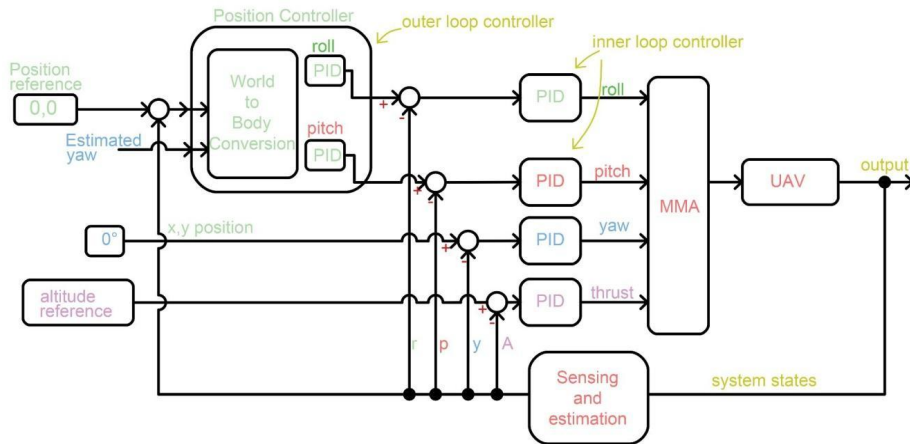 Position Controller
outer loop controller
inner loop controller
roll
PID
Position reference
0,0
World to Body Conversion
+
-
PID
roll
Estimated yaw
pitch
PID
+
-
PID
pitch
MMA
UAV
output
0°
x,y position
+
-
PID
yaw
altitude reference
+
-
PID
thrust
r
p
y
A
Sensing and estimation
system states